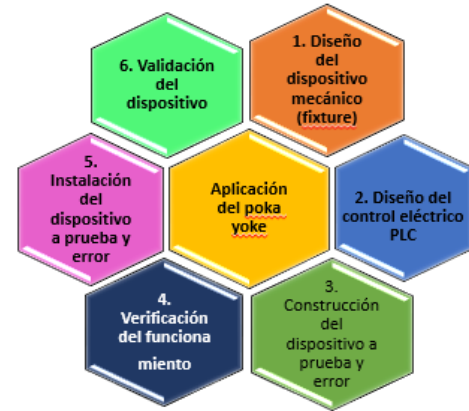 1. Diseño
del
dispositivo
mecánico
(fixture)
2. Diseño del
control eléctrico
PLC
3.
Construcción
del
dispositivo a
prueba y
error
4.
Verificación
del funciona
miento
5.
Instalación
del
dispositivo
a prueba y
error
6. Validación
del
dispositivo
Aplicación
del poka
yoke